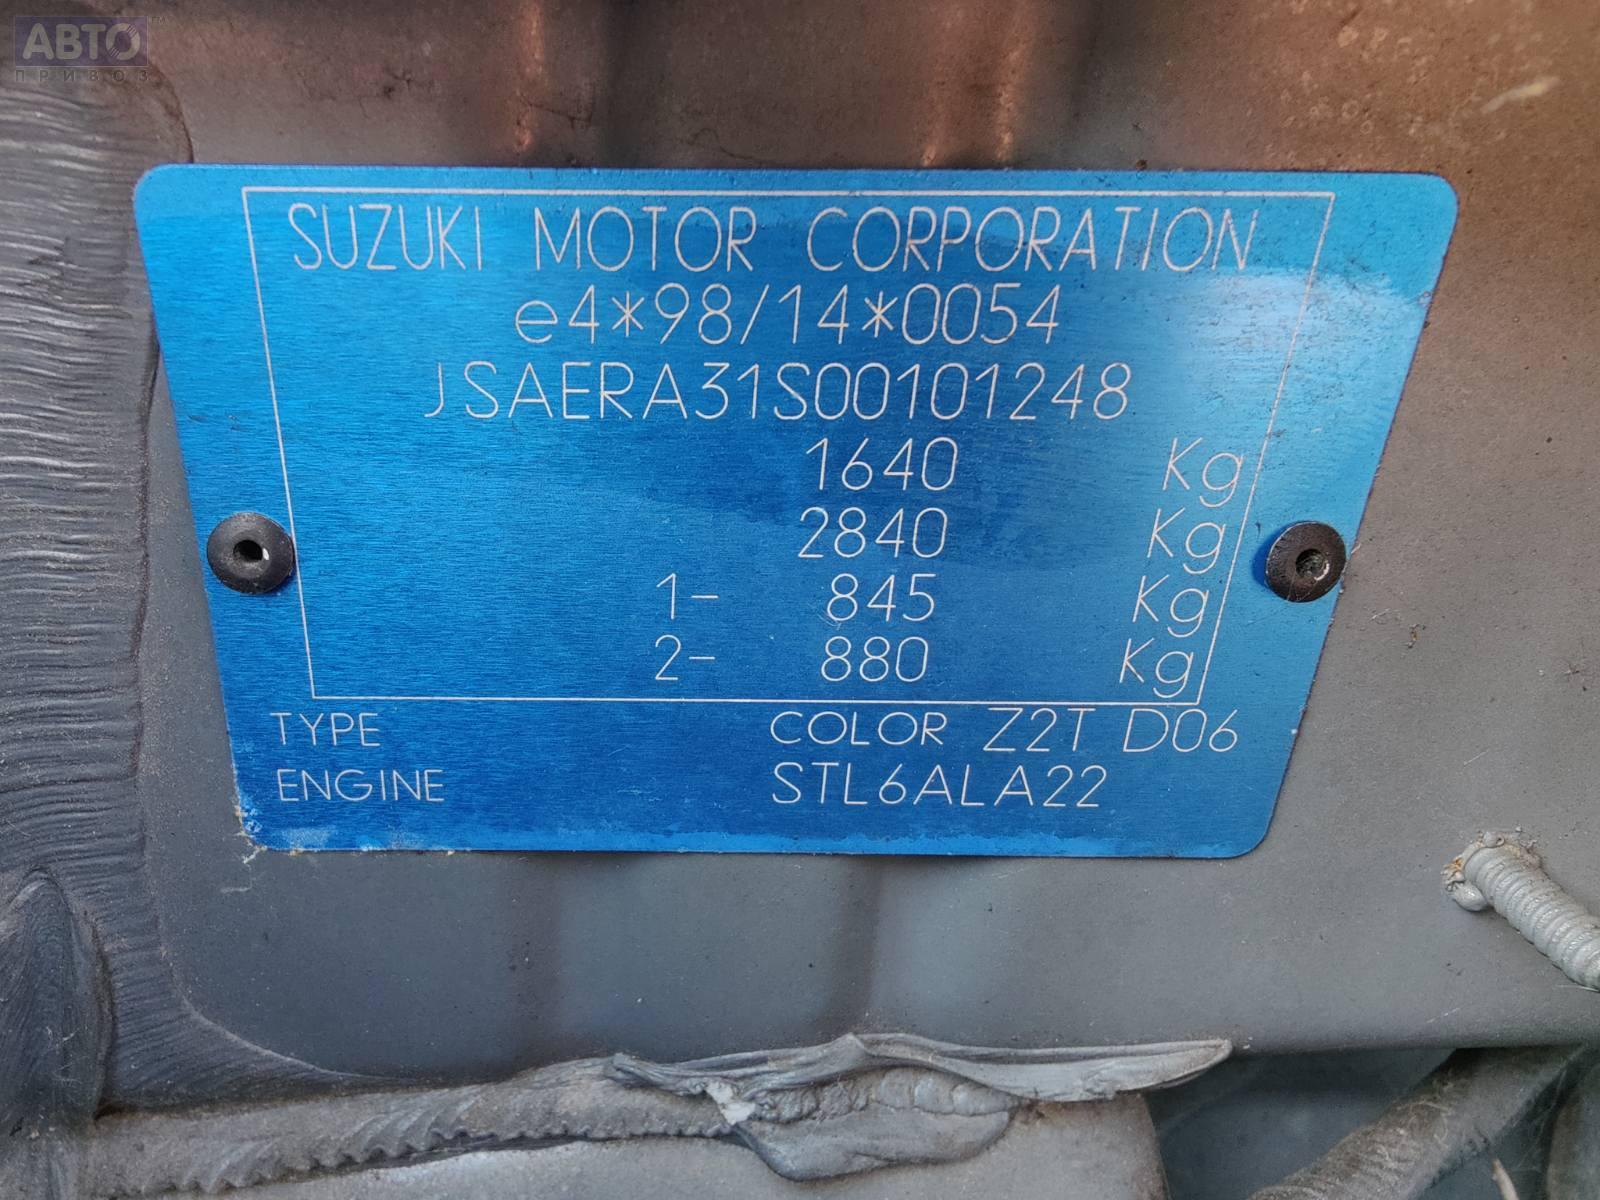 АВТО
ПРИВОЗ
SUZUKI MOTOR CORPORATION
e4*98/14*0054
JSAERA31S00101248
1640 Kg
2840 Kg
1- 845 Kg
2- 880 Kg
TYPE COLOR Z2T D06
ENGINE STL6ALA22